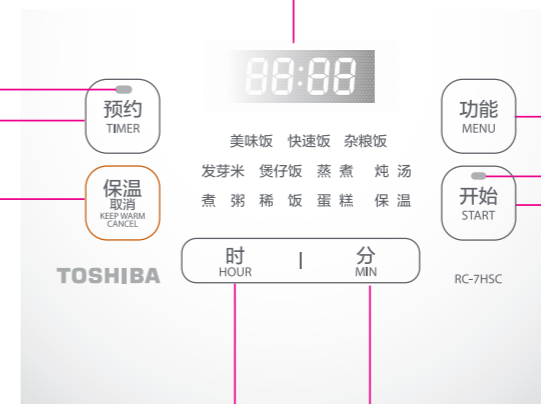 88:88
预约
TIMER
功能
MENU
美味饭 快速饭 杂粮饭
发芽米 煲仔饭 蒸煮 炖汤
煮粥 稀饭 蛋糕 保温
保温
取消
KEEP WARM
CANCEL
开始
START
时 | 分
HOUR MIN
TOSHIBA
RC-7HSC